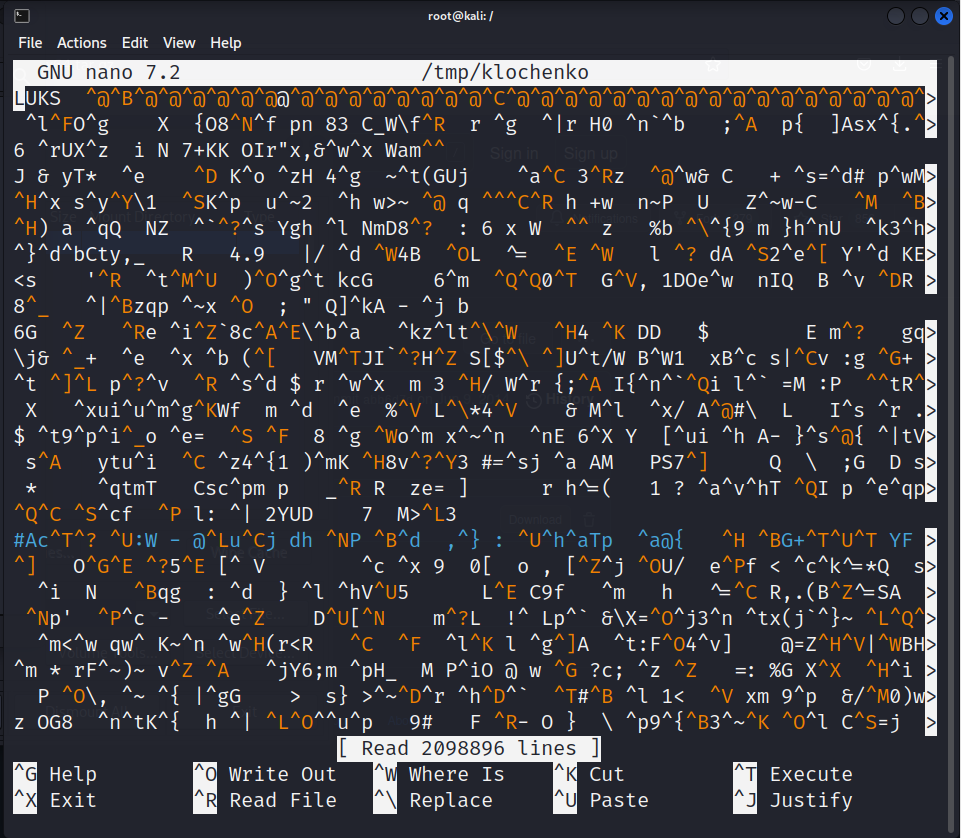 root@kali: /
File Actions Edit View Help
GNU nano 7.2 /tmp/klochenko
LUKS ^@^B^@^@^@^@^@^@@^@^@^@^@^@^@^@^@^@^@^C^@^@^@^@^@^@^@^@^@^@^@^@^@^@^@^>
^l^FO^g X {O8^N^f pn 83 C_W\f^R r ^g ^|r H0 ^n`^b ;^A p{ ]Asx^{.^>
6 ^rUX^z i N 7+KK OIr"x,&^w^x Wam^^
J & yT* ^e ^D K^o ^zH 4^g ~^t(GUj ^a^C 3^Rz ^@^w& C + ^s=^d# p^wM>
^H^x s^y^Y\1 ^SK^p u^~2 ^h w>~ ^@ q ^^^C^R h +w n~P U Z^~w-C ^M ^B>
^H) a ^qQ NZ ^`^?^s Ygh ^l NmD8^? : 6 x W ^^ z %b ^\^{9 m }h^nU ^k3^h>
^}^d^bCty,_ R 4.9 |/ ^d ^W4B ^OL ^= ^E ^W l ^? dA ^S2^e^[ Y'^d KE>
<s '^R ^t^M^U )^O^g^t kcG 6^m ^Q^Q0^T G^V, 1DOe^w nIQ B ^v ^DR>
8^_ ^|^Bzqp ^~x ^O ; " Q]^kA - ^j b
6G ^Z ^Re ^i^Z`8c^A^E\^b^a ^kz^lt^\^W ^H4 ^K DD $ E m^? gq>
\j& ^_+ ^e ^x ^b (^[ VM^TJI`^?H^Z S[$^\ ^]U^t/W B^W1 xB^c s|^Cv :g ^G+>
^t ^]^L p^?^v ^R ^s^d $ r ^w^x m 3 ^H/ W^r {;^A I{^n^`^Qi l^` =M :P ^^tR^>
X ^xui^u^m^g^KWf m ^d ^e %^V L^\*4^V & M^l ^x/ A^@#\ L I^s ^r .>
$ ^t9^p^i^_o ^e= ^S ^F 8 ^g ^Wo^m x^~^n ^nE 6^X Y [^ui ^h A- }^s^@{ ^|tV>
s^A ytu^i ^C ^z4^{1 )^mK ^H8v^?^Y3 #=^sj ^a AM PS7^] Q \ ;G D s>
* ^qtmT Csc^pm p _^R R ze= ] r h^=( 1 ? ^a^v^hT ^QI p ^e^qp>
^Q^C ^S^cf ^P l: ^| 2YUD 7 M>^L3
#Ac^T^? ^U:W - @^Lu^Cj dh ^NP ^B^d ,^} : ^U^h^aTp ^a@{ ^H ^BG+^T^U^T YF>
^] O^G^E ^?5^E [^ V ^c ^x 9 0[ o , [^Z^j ^OU/ e^Pf < ^c^k^=*Q s>
^i N ^Bqg : ^d } ^l ^hV^U5 L^E C9f ^m h ^=^C R,.(B^Z^=SA>
^Np' ^P^c - ^e^Z D^U[^N m^?L !^ Lp^` &\X=^O^j3^n tx(j`^}~ ^L^Q^>
^m<^w qw^ K~^n ^w^H(r<R ^C ^F ^l^K l ^g^]A ^t:F^O4^v] @=Z^H^V|^WBH>
^m * rF^~)~ v^Z ^A ^jY6;m ^pH_ M P^iO @ w ^G ?c; ^z ^Z =: %G X^X ^H^i>
P ^O\, ^~ ^{ |^gG > s} >^~^D^r ^h^D^` ^T#^B ^l 1< ^V xm 9^p &/^M0)w>
z OG8 ^n^tK^{ h ^| ^L^O^^u^p 9# F ^R- O } \ ^p9^{^B3^~^K ^O^l C^S=j >
[ Read 2098896 lines ]
^G Help ^O Write Out ^W Where Is ^K Cut ^T Execute
^X Exit ^R Read File ^\ Replace ^U Paste ^J Justify